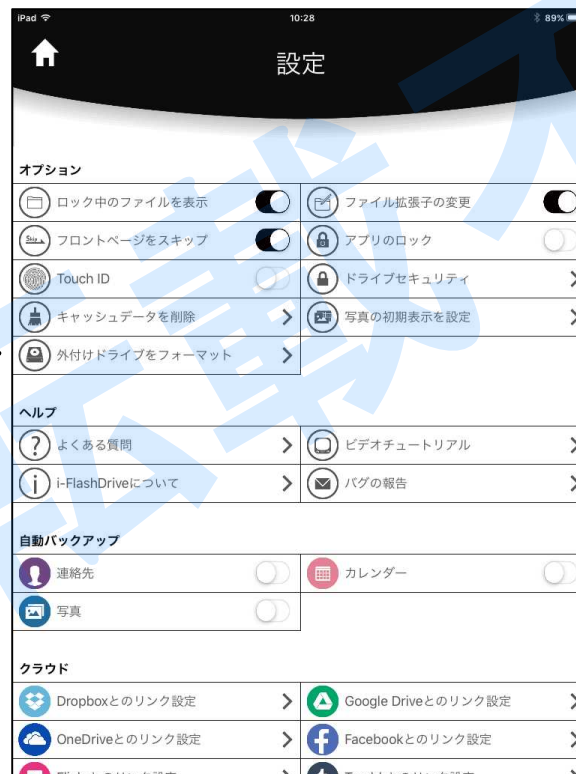 iPad 10:28 89%
設定
オプション
ロック中のファイルを表示 ファイル拡張子の変更
Skip フロントページをスキップ アプリのロック
Touch ID ドライブセキュリティ
キャッシュデータを削除 写真の初期表示を設定
外付けドライブをフォーマット
ヘルプ
よくある質問 ビデオチュートリアル
i-FlashDriveについて バグの報告
自動バックアップ
連絡先 カレンダー
写真
クラウド
Dropboxとのリンク設定 Google Driveとのリンク設定
OneDriveとのリンク設定 Facebookとのリンク設定
転載不